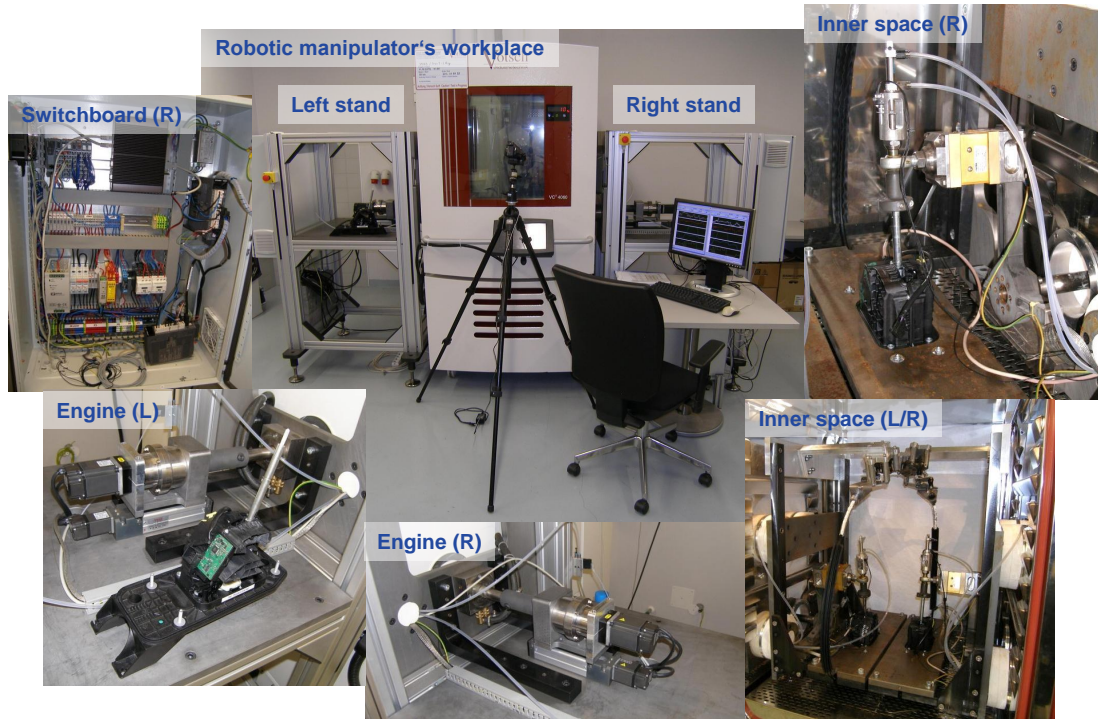 Robotic manipulator‘s workplace
Inner space (R)
Vötsch
Left stand
Right stand
Switchboard (R)
VC³ 4060
Engine (L)
Inner space (L/R)
Engine (R)